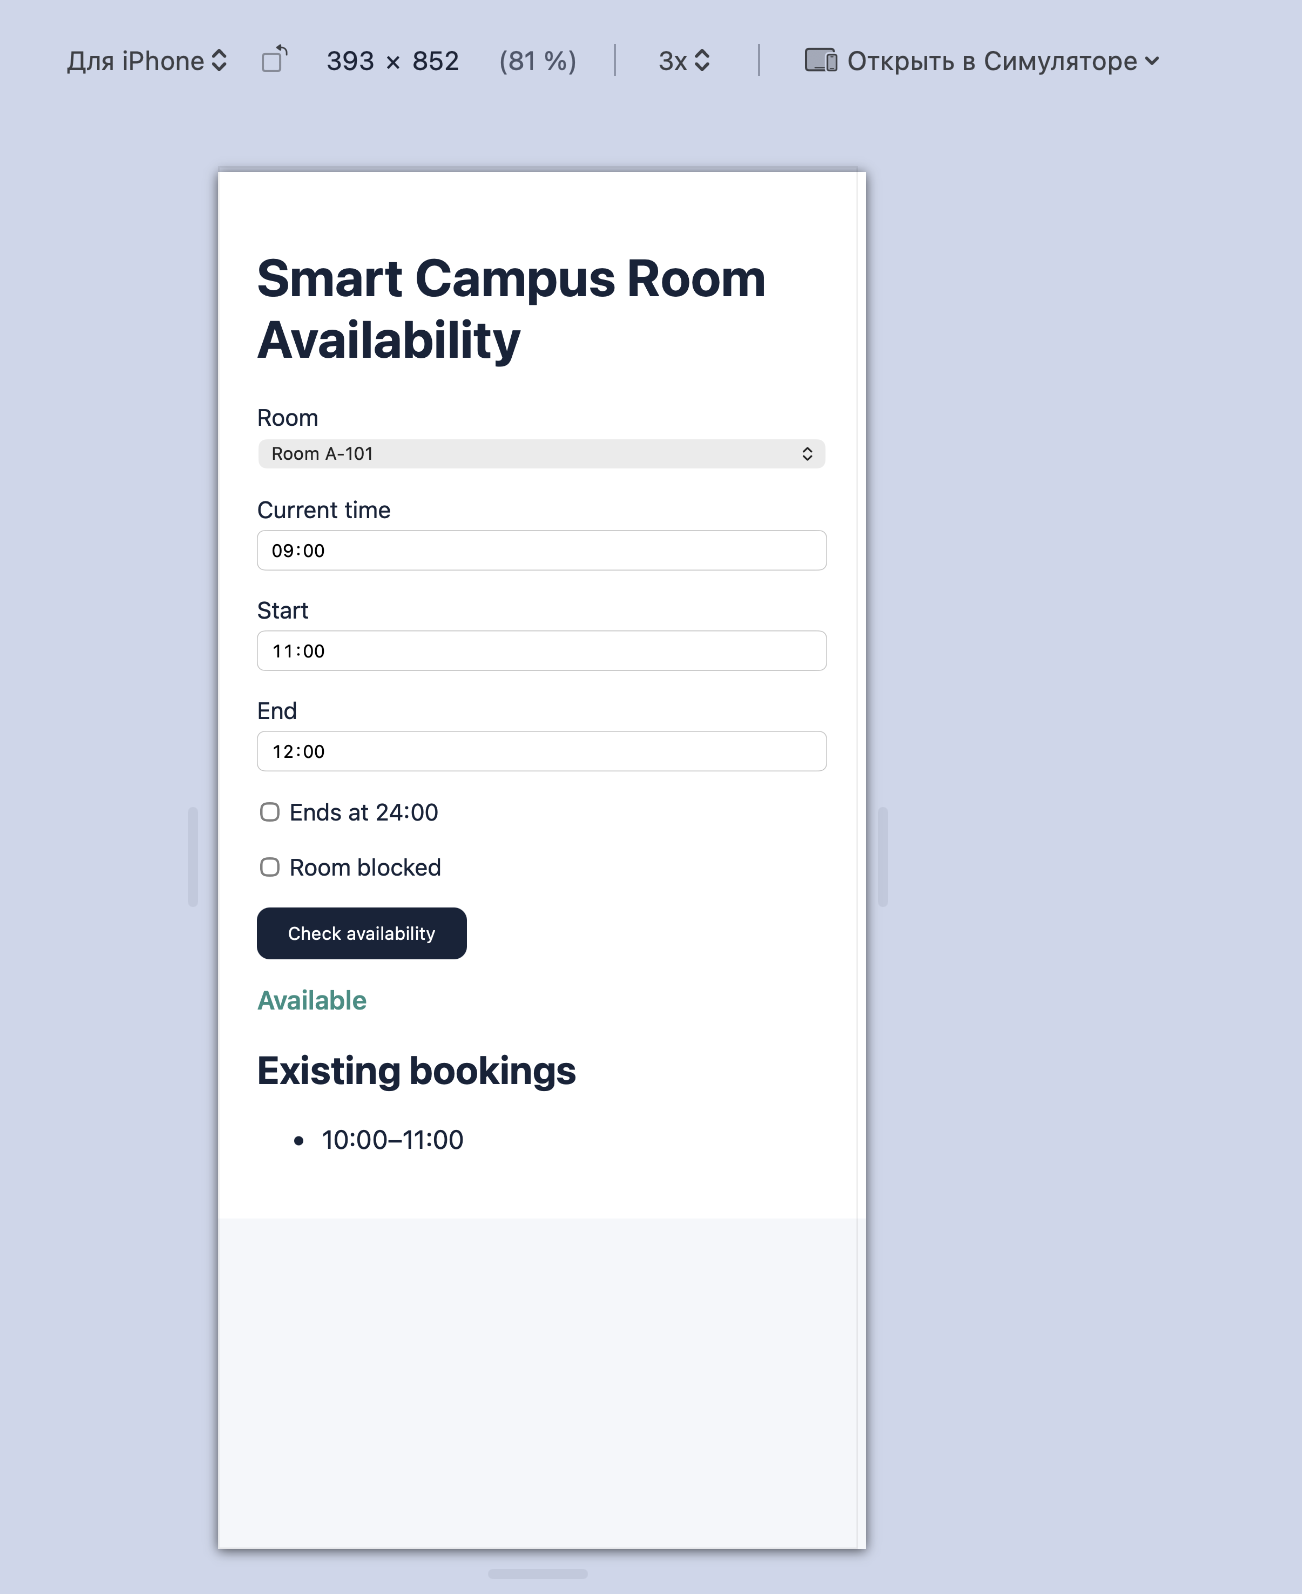 Для iPhone 393 × 852 (81 %) 3x Открыть в Симуляторе
Smart Campus Room
Availability
Room
Room A-101
Current time
09:00
Start
11:00
End
12:00
Ends at 24:00
Room blocked
Check availability
Available
Existing bookings
• 10:00–11:00